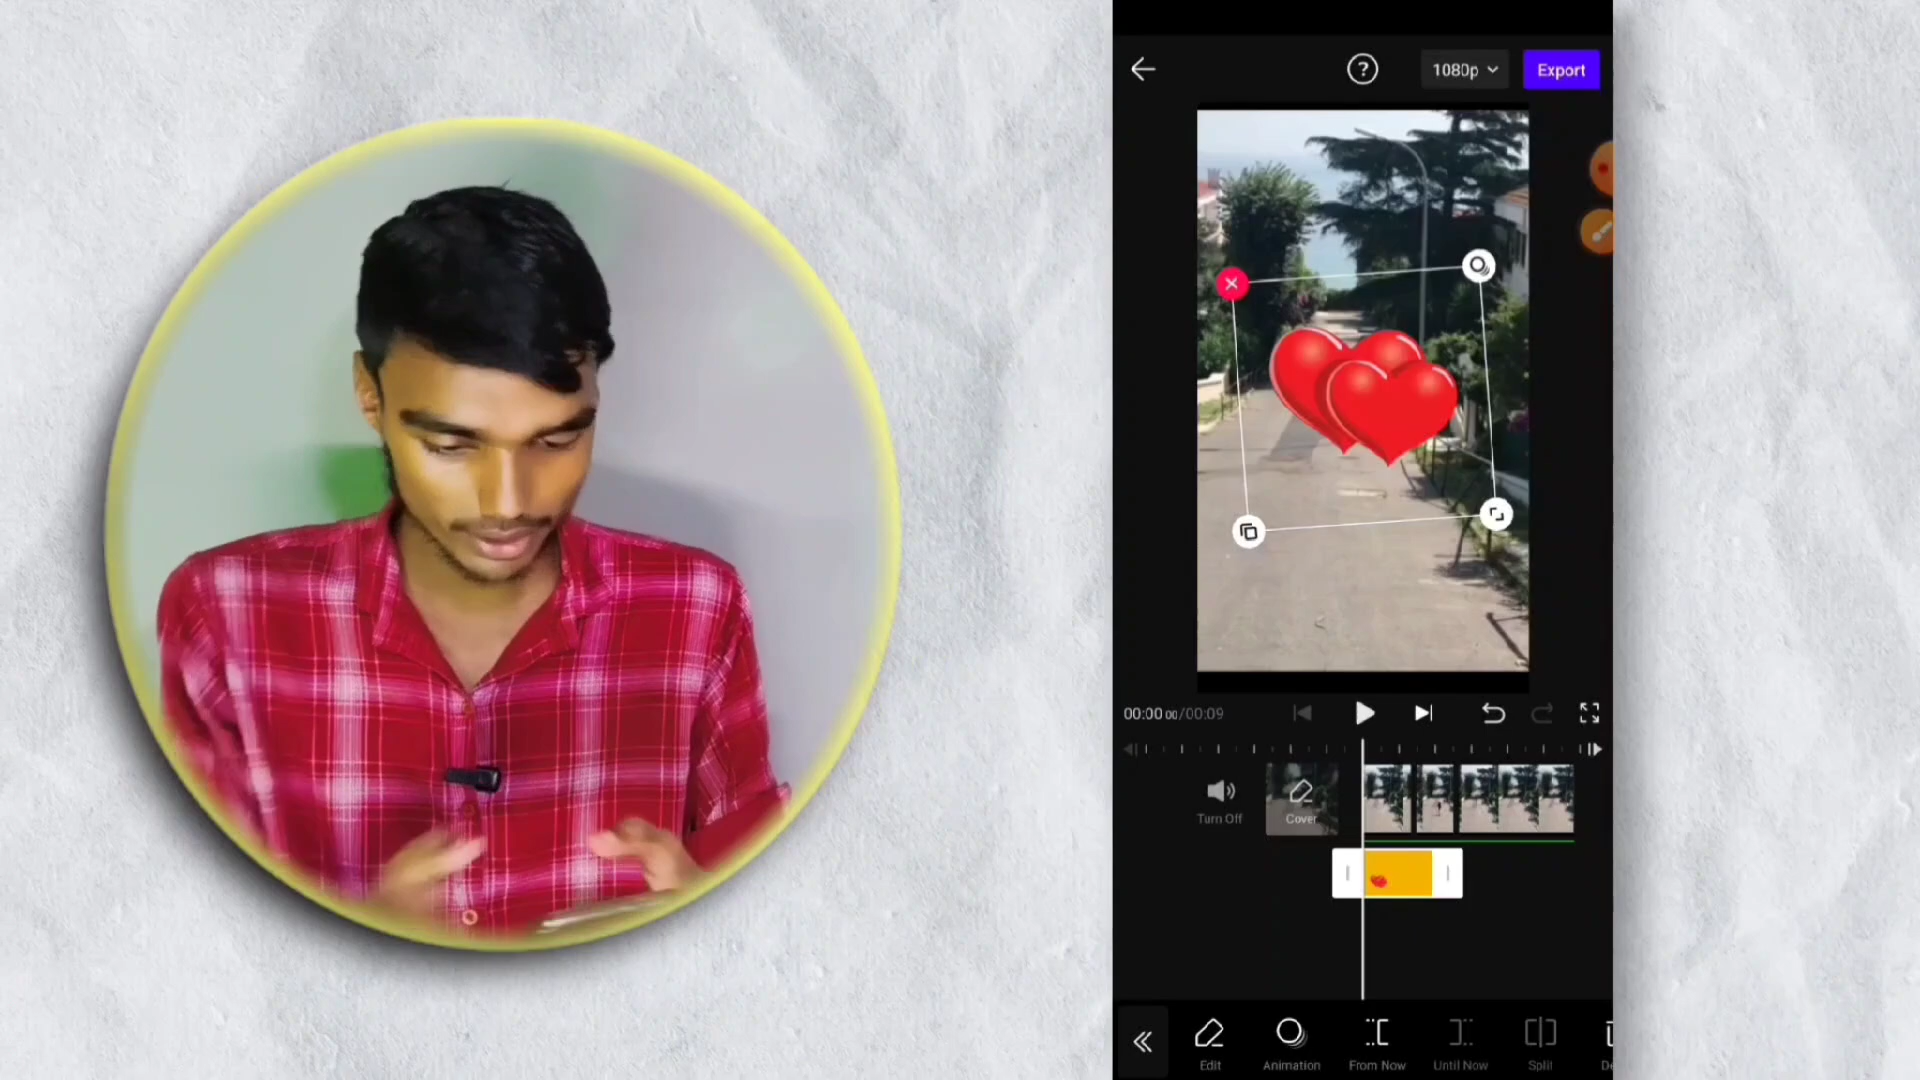 1080p
Export
00:00 00/00:09
Turn Off
Cover
Edit
Animation
From Now
Until Now
Split